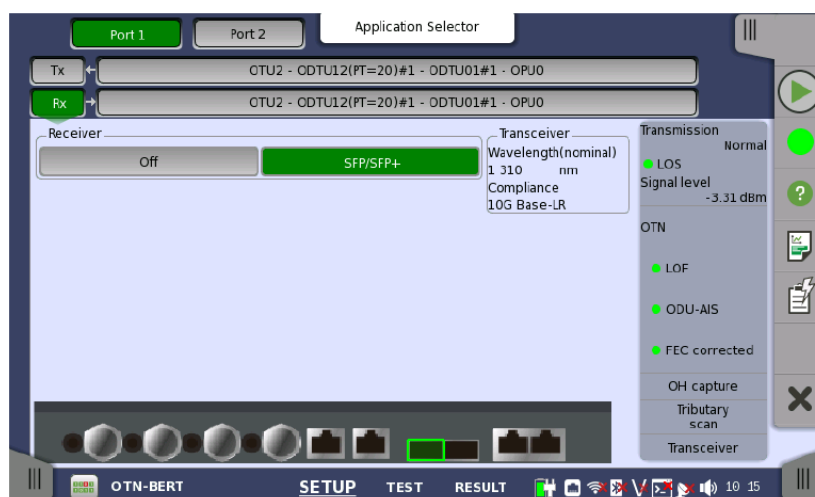 Port 1
Port 2
Application Selector
Tx
OTU2 - ODTU12(PT=20)#1 - ODTU01#1 - OPU0
Rx
OTU2 - ODTU12(PT=20)#1 - ODTU01#1 - OPU0
Receiver
Off
SFP/SFP+
Transceiver
Wavelength(nominal)
1 310 nm
Compliance
10G Base-LR
Transmission
Normal
LOS
Signal level
-3.31 dBm
OTN
LOF
ODU-AIS
FEC corrected
OH capture
Tributary
scan
Transceiver
OTN-BERT
SETUP
TEST
RESULT
10 15